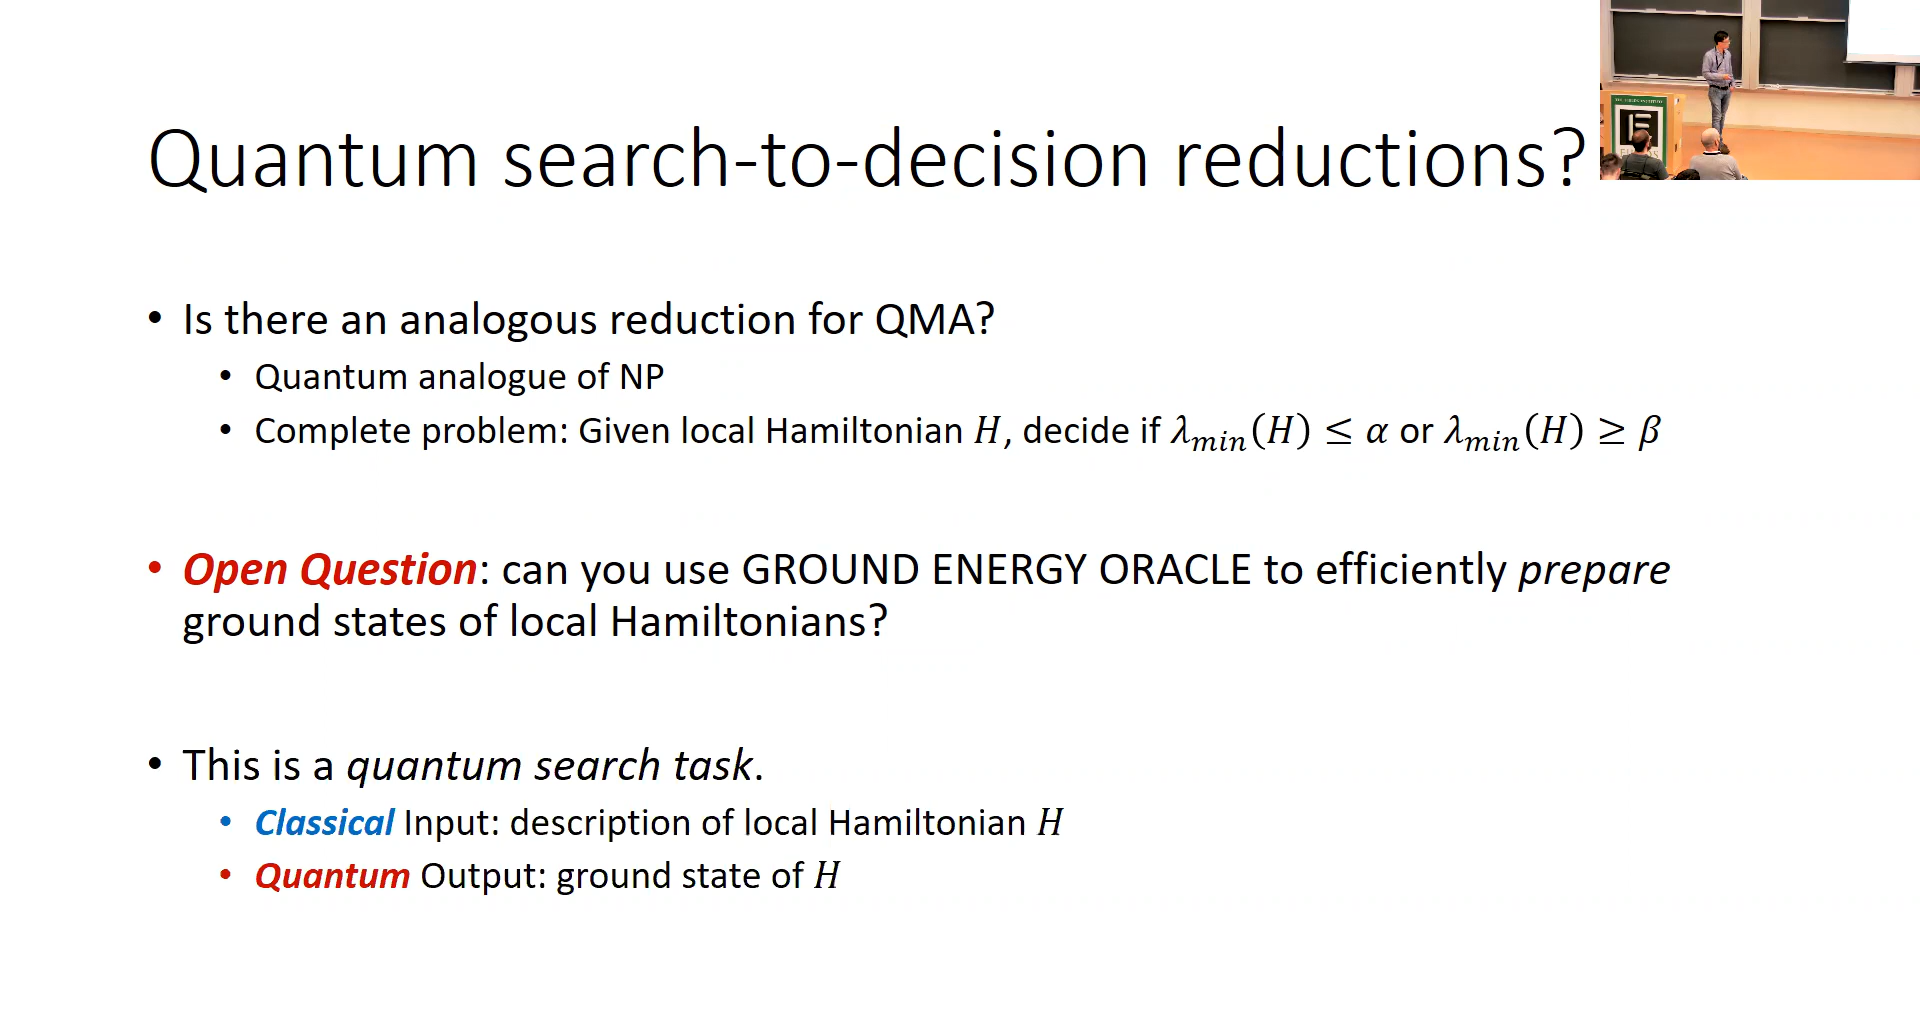 Quantum search-to-decision reductions?
• Is there an analogous reduction for QMA?
• Quantum analogue of NP
• Complete problem: Given local Hamiltonian H, decide if λ_min(H) ≤ α or λ_min(H) ≥ β
• Open Question: can you use GROUND ENERGY ORACLE to efficiently prepare
ground states of local Hamiltonians?
• This is a quantum search task.
• Classical Input: description of local Hamiltonian H
• Quantum Output: ground state of H